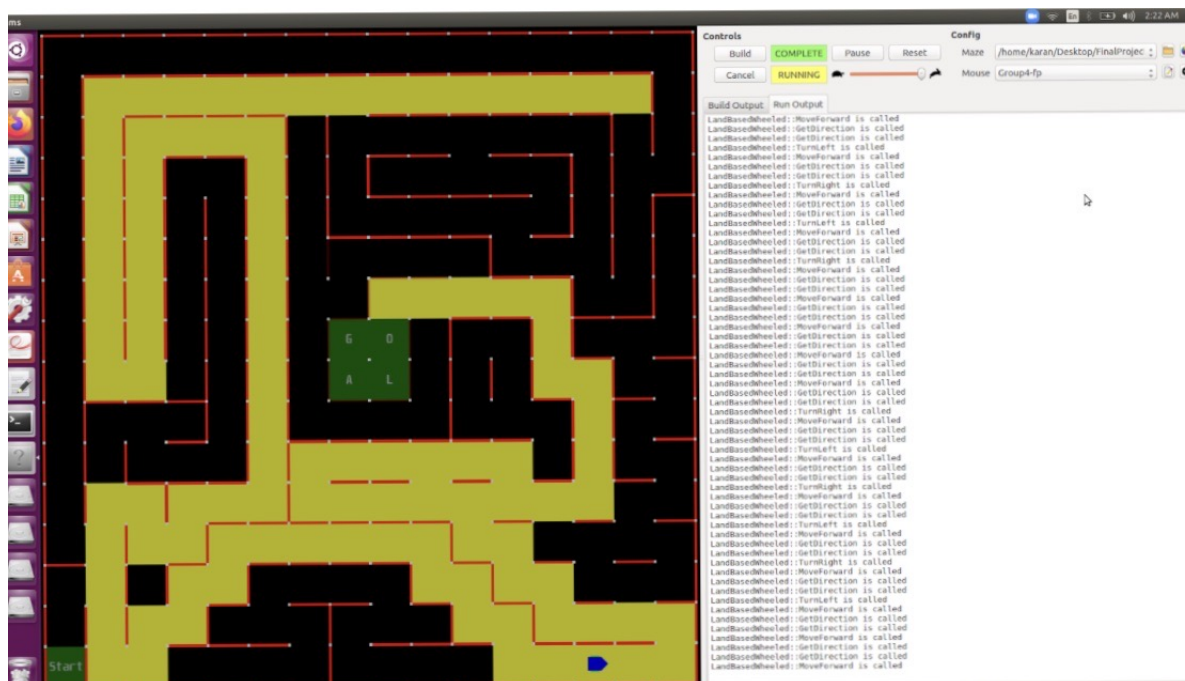 ms
En
2:22 AM
Controls
Config
Build
COMPLETE
Pause
Reset
Maze
/home/karan/Desktop/FinalProjec
Cancel
RUNNING
Mouse
Group4-fp
Build Output
Run Output
LandBasedWheeled::MoveForward is called
LandBasedWheeled::GetDirection is called
LandBasedWheeled::GetDirection is called
LandBasedWheeled::TurnLeft is called
LandBasedWheeled::MoveForward is called
LandBasedWheeled::GetDirection is called
LandBasedWheeled::GetDirection is called
LandBasedWheeled::TurnRight is called
LandBasedWheeled::MoveForward is called
LandBasedWheeled::GetDirection is called
LandBasedWheeled::GetDirection is called
LandBasedWheeled::TurnLeft is called
LandBasedWheeled::MoveForward is called
LandBasedWheeled::GetDirection is called
LandBasedWheeled::GetDirection is called
LandBasedWheeled::TurnRight is called
LandBasedWheeled::MoveForward is called
LandBasedWheeled::GetDirection is called
LandBasedWheeled::GetDirection is called
LandBasedWheeled::MoveForward is called
LandBasedWheeled::GetDirection is called
LandBasedWheeled::GetDirection is called
LandBasedWheeled::MoveForward is called
LandBasedWheeled::GetDirection is called
LandBasedWheeled::GetDirection is called
LandBasedWheeled::MoveForward is called
LandBasedWheeled::GetDirection is called
LandBasedWheeled::GetDirection is called
LandBasedWheeled::MoveForward is called
LandBasedWheeled::GetDirection is called
LandBasedWheeled::GetDirection is called
LandBasedWheeled::TurnRight is called
LandBasedWheeled::MoveForward is called
LandBasedWheeled::GetDirection is called
LandBasedWheeled::GetDirection is called
LandBasedWheeled::TurnLeft is called
LandBasedWheeled::MoveForward is called
LandBasedWheeled::GetDirection is called
LandBasedWheeled::GetDirection is called
LandBasedWheeled::TurnRight is called
LandBasedWheeled::MoveForward is called
LandBasedWheeled::GetDirection is called
LandBasedWheeled::GetDirection is called
LandBasedWheeled::TurnLeft is called
LandBasedWheeled::MoveForward is called
LandBasedWheeled::GetDirection is called
LandBasedWheeled::GetDirection is called
LandBasedWheeled::TurnRight is called
LandBasedWheeled::MoveForward is called
LandBasedWheeled::GetDirection is called
LandBasedWheeled::GetDirection is called
LandBasedWheeled::TurnLeft is called
LandBasedWheeled::MoveForward is called
LandBasedWheeled::GetDirection is called
LandBasedWheeled::GetDirection is called
LandBasedWheeled::MoveForward is called
LandBasedWheeled::GetDirection is called
LandBasedWheeled::GetDirection is called
LandBasedWheeled::MoveForward is called
G O
A L
Start